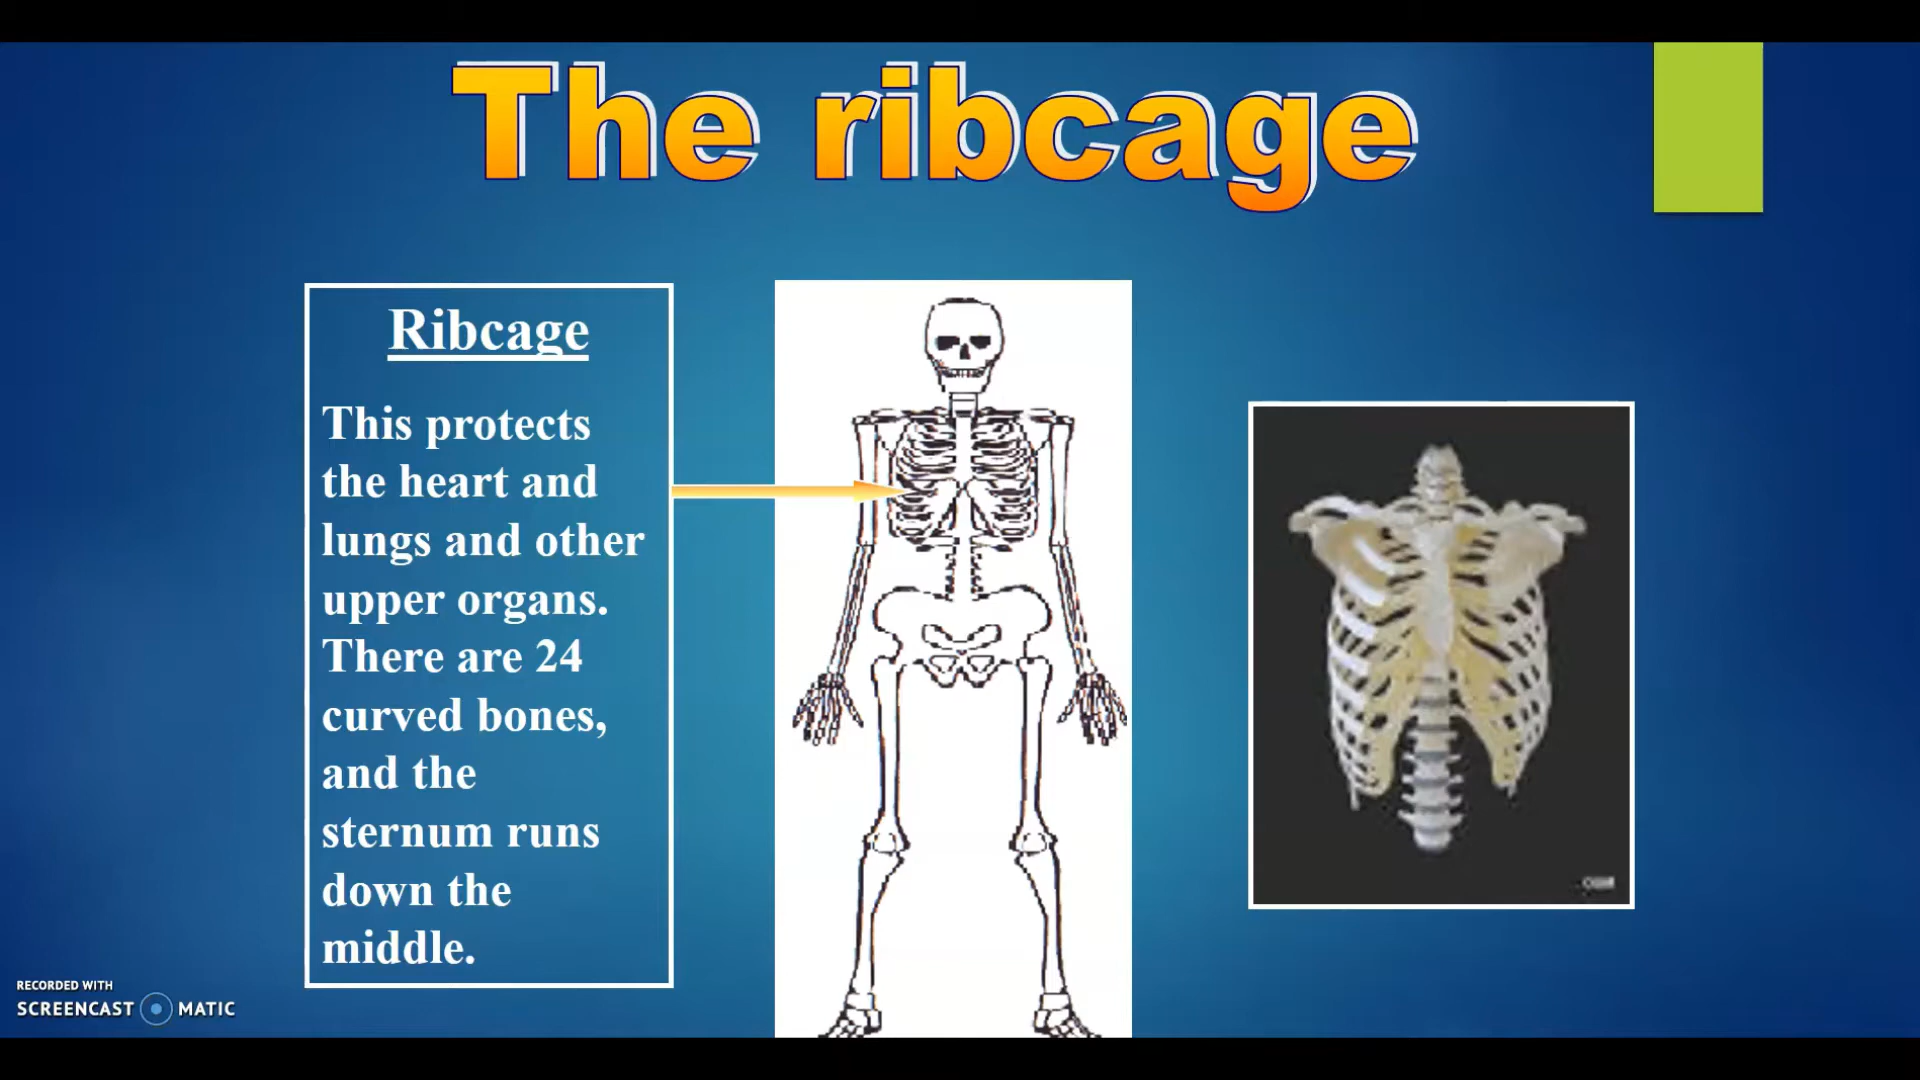 The ribcage
Ribcage
This protects
the heart and
lungs and other
upper organs.
There are 24
curved bones,
and the
sternum runs
down the
middle.
RECORDED WITH
SCREENCAST MATIC